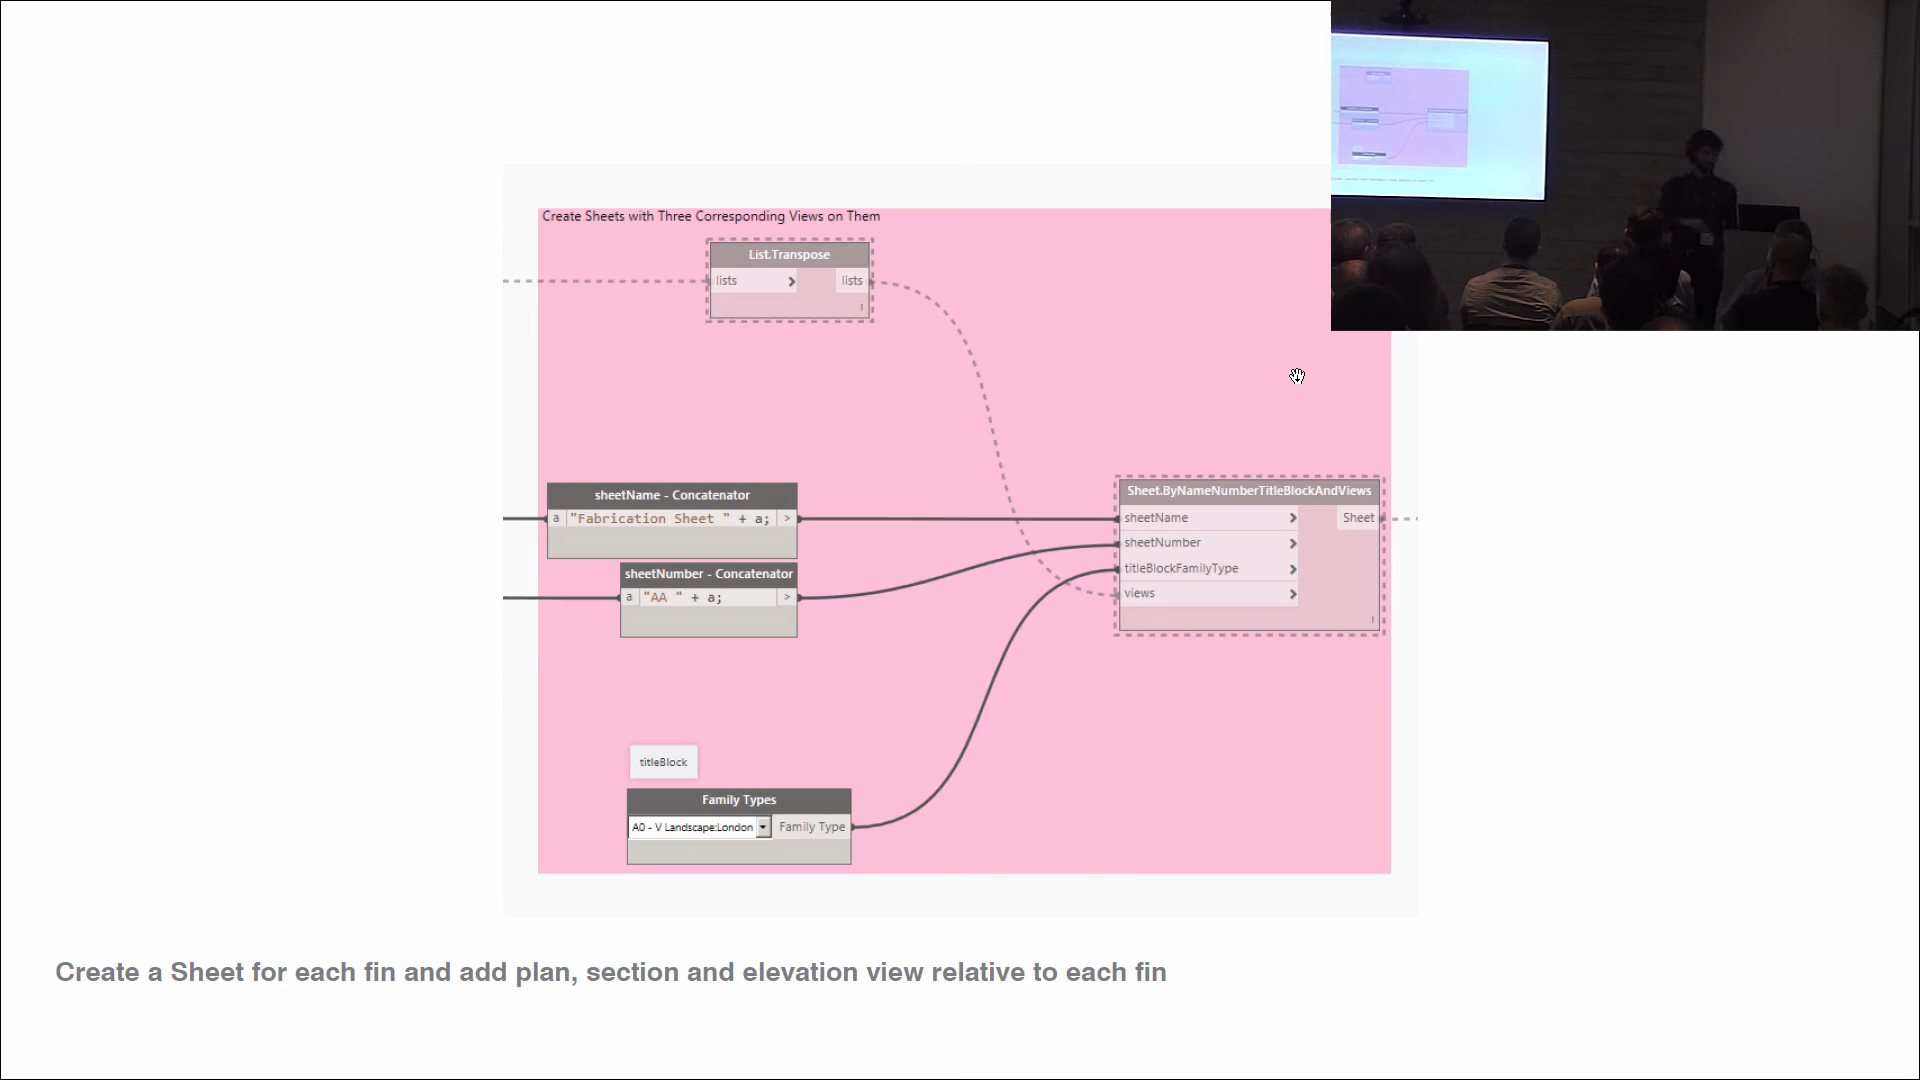 Create Sheets with Three Corresponding Views on Them
List.Transpose
lists > lists
sheetName - Concatenator
a "Fabrication Sheet " + a; >
sheetNumber - Concatenator
a "AA " + a; >
Sheet.ByNameNumberTitleBlockAndViews
sheetName > Sheet
sheetNumber >
titleBlockFamilyType >
views >
titleBlock
Family Types
A0 - V Landscape:London Family Type
Create a Sheet for each fin and add plan, section and elevation view relative to each fin